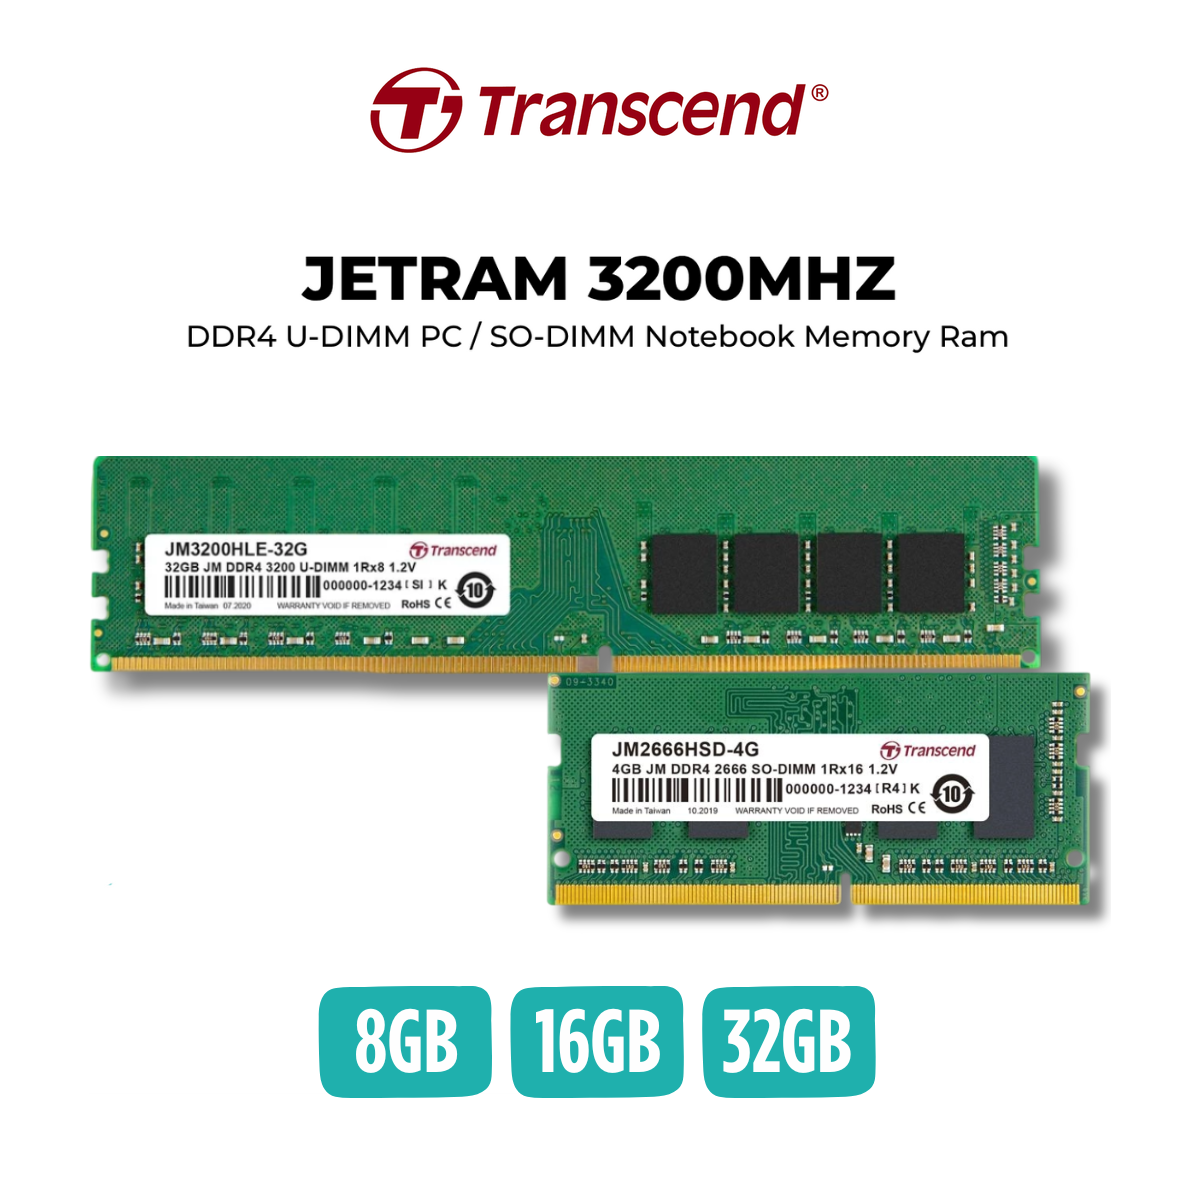 Transcend®
JETRAM 3200MHZ
DDR4 U-DIMM PC / SO-DIMM Notebook Memory Ram
JM3200HLE-32G
Transcend
32GB JM DDR4 3200 U-DIMM 1Rx8 1.2V
000000-1234 [ SI ] K
10
Made in Taiwan 07.2020 WARRANTY VOID IF REMOVED RoHS CE
09-3340
JM2666HSD-4G
Transcend
4GB JM DDR4 2666 SO-DIMM 1Rx16 1.2V
000000-1234 [ R4 ] K
10
Made in Taiwan 10.2019 WARRANTY VOID IF REMOVED RoHS CE
8GB 16GB 32GB